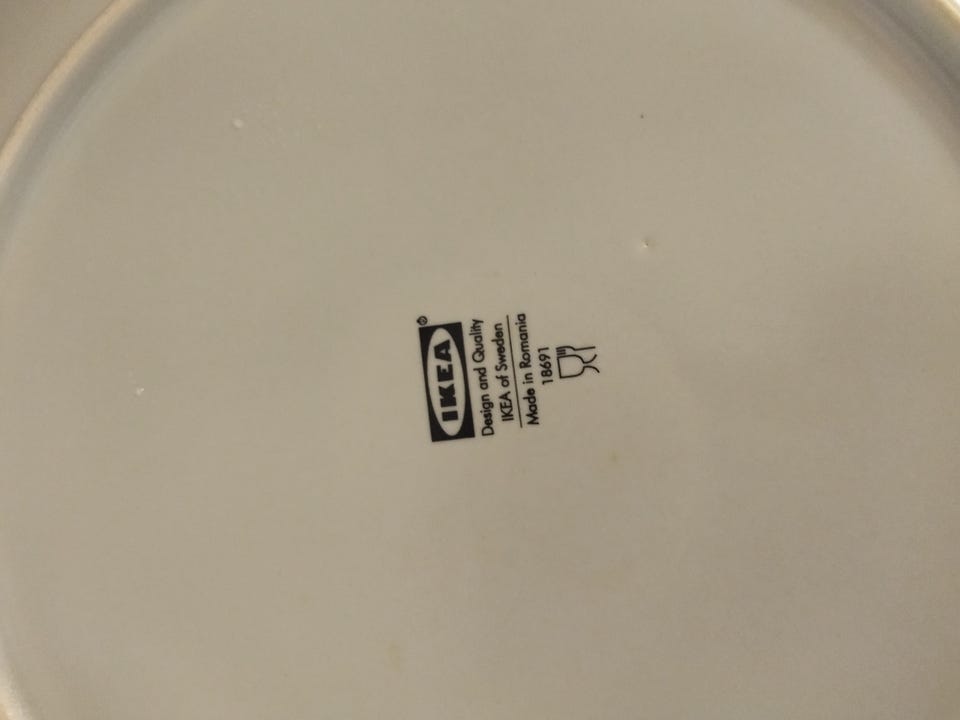 IKEA®
Design and Quality
IKEA of Sweden
Made in Romania
18691